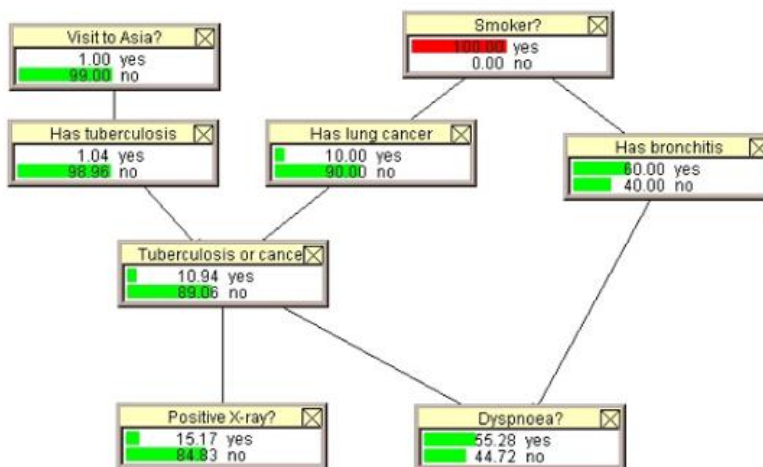 Visit to Asia?
1.00 yes
99.00 no
Smoker?
100.00 yes
0.00 no
Has tuberculosis
1.04 yes
98.96 no
Has lung cancer
10.00 yes
90.00 no
Has bronchitis
60.00 yes
40.00 no
Tuberculosis or cance
10.94 yes
89.06 no
Positive X-ray?
15.17 yes
84.83 no
Dyspnoea?
55.28 yes
44.72 no